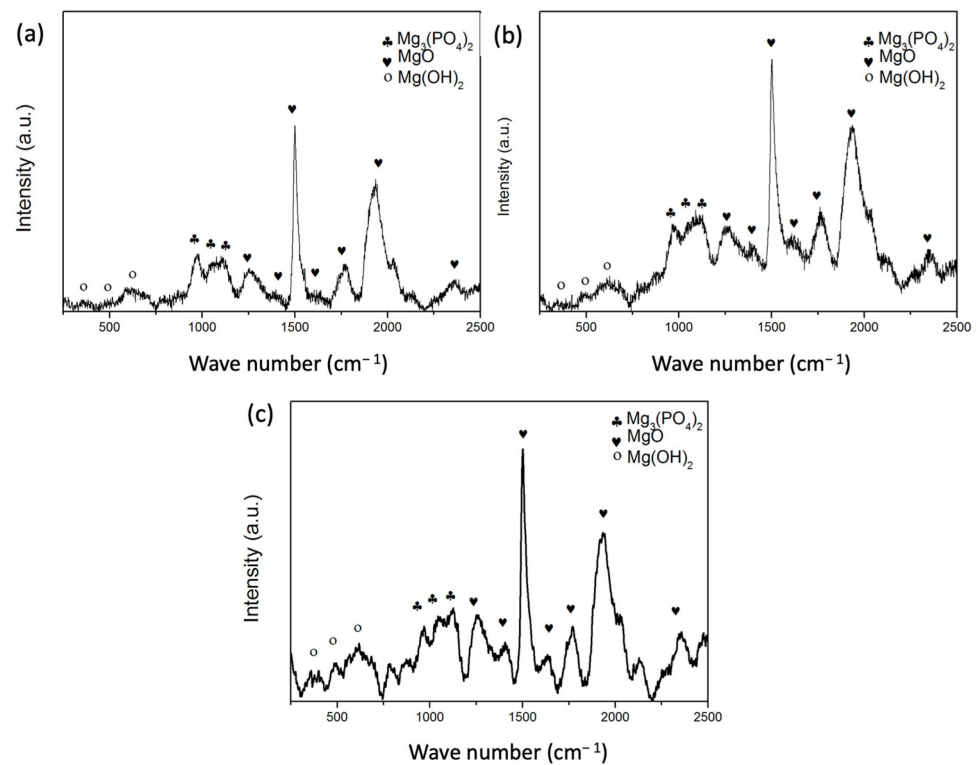 (a)
♣ Mg₃(PO₄)₂
♥ MgO
o Mg(OH)₂
Intensity (a.u.)
500 1000 1500 2000 2500
Wave number (cm⁻¹)
(b)
♣ Mg₃(PO₄)₂
♥ MgO
o Mg(OH)₂
Intensity (a.u.)
500 1000 1500 2000 2500
Wave number (cm⁻¹)
(c)
♣ Mg₃(PO₄)₂
♥ MgO
o Mg(OH)₂
Intensity (a.u.)
500 1000 1500 2000 2500
Wave number (cm⁻¹)